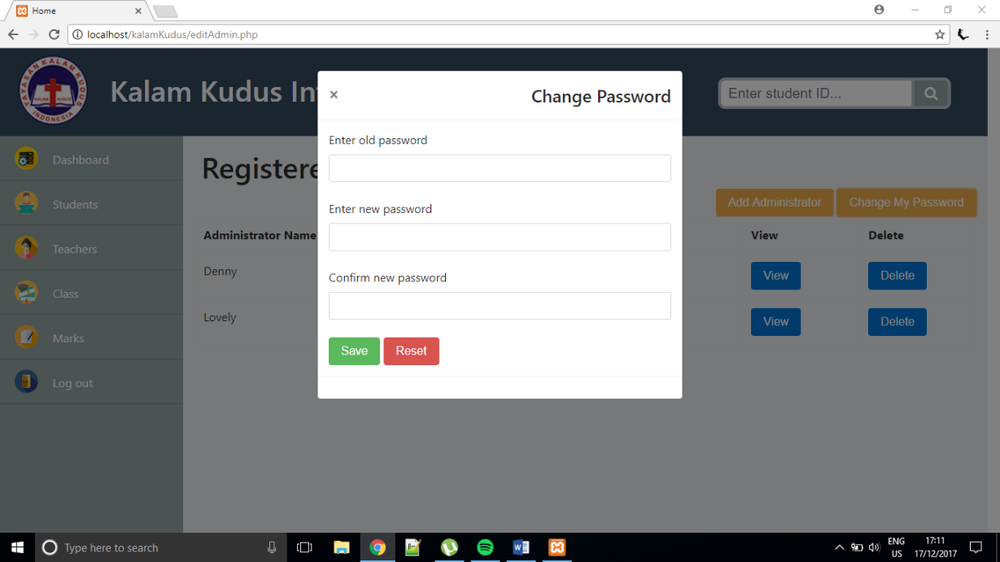 Home
localhost/kalamKudus/editAdmin.php
YAYASAN KALAM KUDUS
KALAM KUDUS
INDONESIA
Kalam Kudus In
Enter student ID...
× Change Password
Dashboard
Students
Teachers
Class
Marks
Log out
Registere
Add Administrator Change My Password
Administrator Name View Delete
Denny View Delete
Lovely View Delete
Enter old password
Enter new password
Confirm new password
Save Reset
Type here to search
ENG
US
17:11
17/12/2017